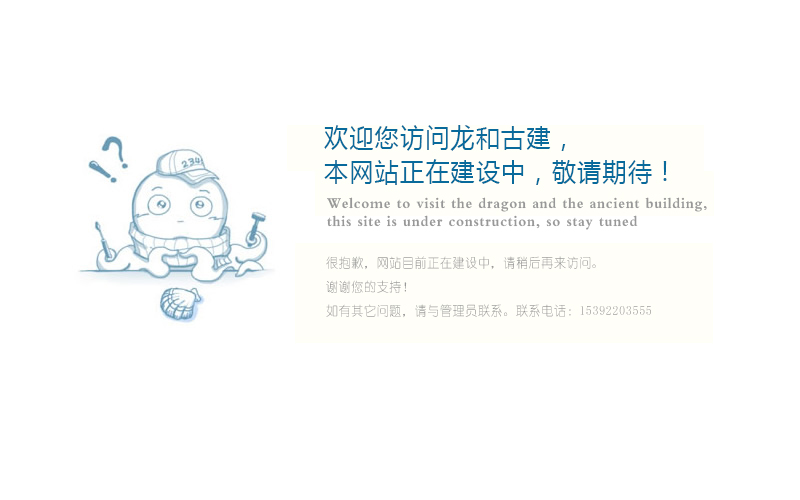 ?!
234
欢迎您访问龙和古建，
本网站正在建设中，敬请期待！
Welcome to visit the dragon and the ancient building,
this site is under construction, so stay tuned
很抱歉，网站目前正在建设中，请稍后再来访问。
谢谢您的支持！
如有其它问题，请与管理员联系。联系电话：15392203555